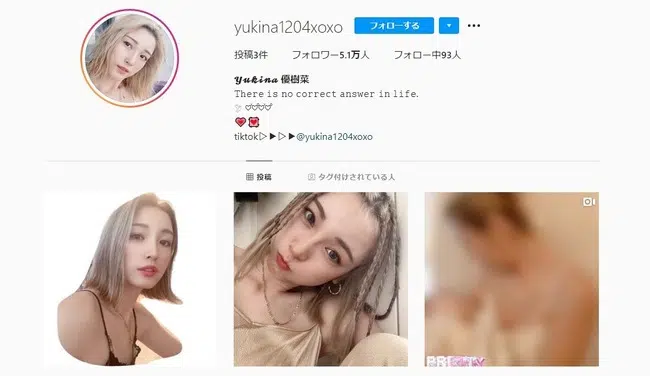 yukina1204xoxo フォローする
投稿3件 フォロワー5.1万人 フォロー中93人
𝒀𝒖𝒌𝒊𝒏𝒂 優樹菜
𝚃𝚑𝚎𝚛𝚎 𝚒𝚜 𝚗𝚘 𝚌𝚘𝚛𝚛𝚎𝚌𝚝 𝚊𝚗𝚜𝚠𝚎𝚛 𝚒𝚗 𝚕𝚒𝚏𝚎.
tiktok▷▶▷▶@yukina1204xoxo
投稿 タグ付けされている人